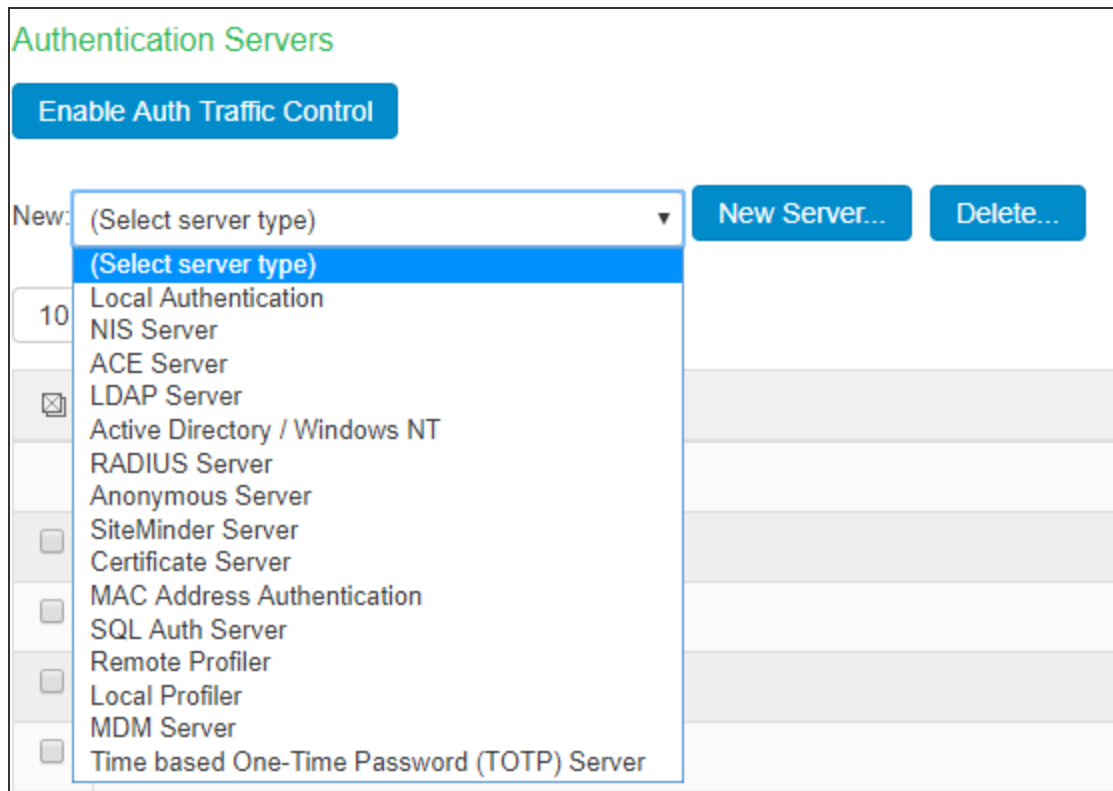 Authentication Servers
Enable Auth Traffic Control
New: (Select server type) New Server... Delete...
(Select server type)
Local Authentication
10
NIS Server
ACE Server
LDAP Server
Active Directory / Windows NT
RADIUS Server
Anonymous Server
SiteMinder Server
Certificate Server
MAC Address Authentication
SQL Auth Server
Remote Profiler
Local Profiler
MDM Server
Time based One-Time Password (TOTP) Server